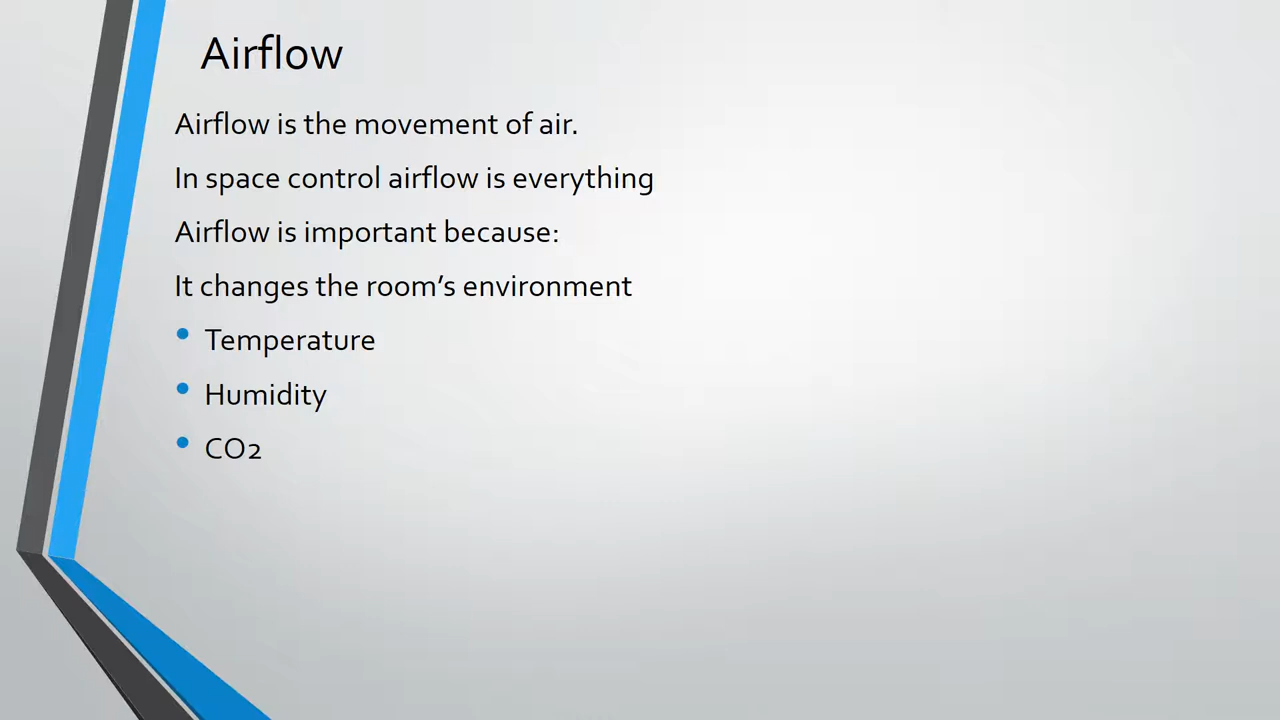 Airflow
Airflow is the movement of air.
In space control airflow is everything
Airflow is important because:
It changes the room’s environment
• Temperature
• Humidity
• CO2